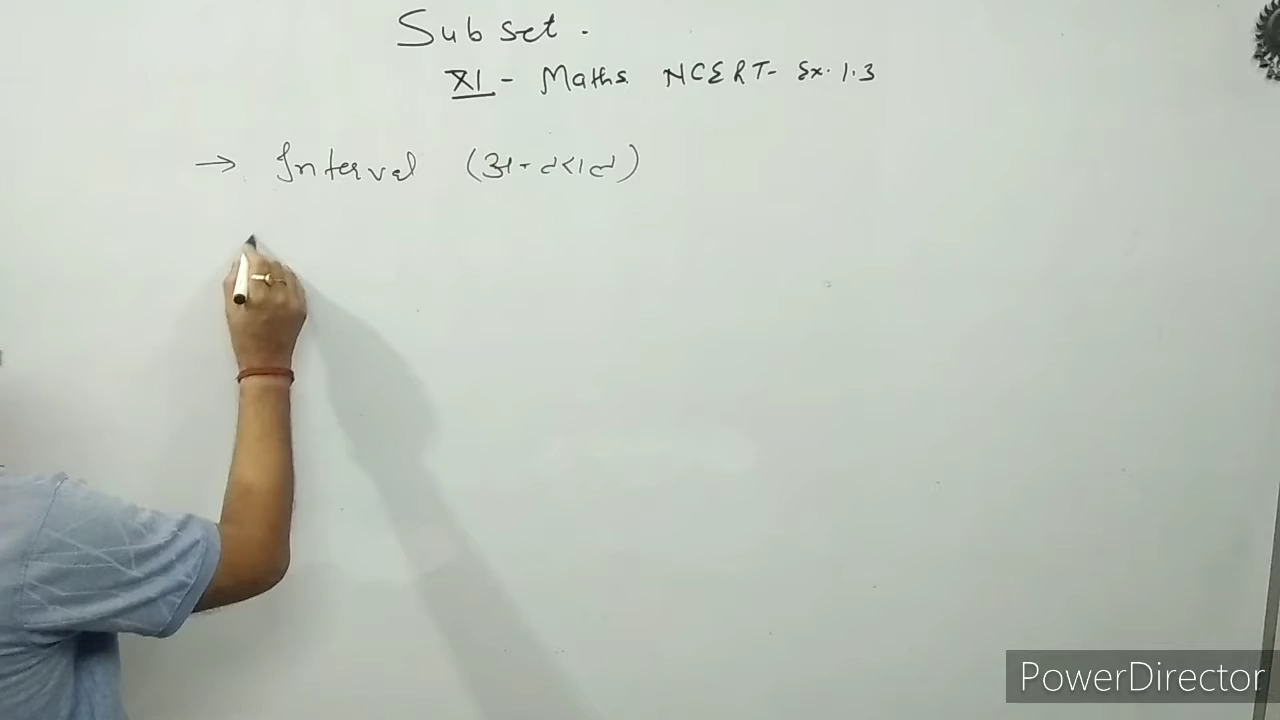 Subset.
XI - Maths NCERT- Ex. 1.3
→ Interval (अन्तराल)
PowerDirector